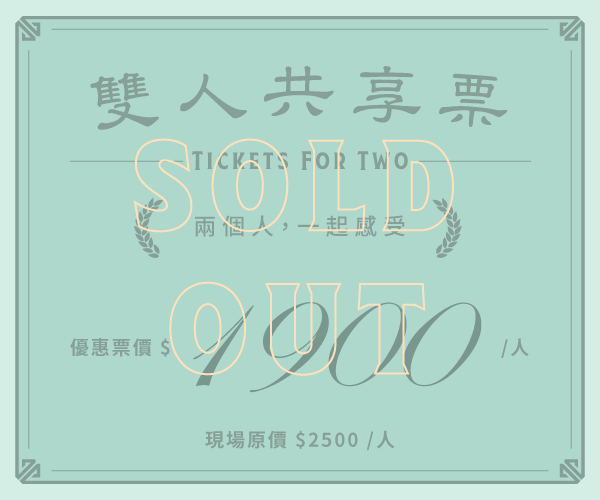 雙人共享票
TICKETS FOR TWO
SOLD
兩個人，一起感受
OUT
優惠票價 $1900 /人
現場原價 $2500 /人